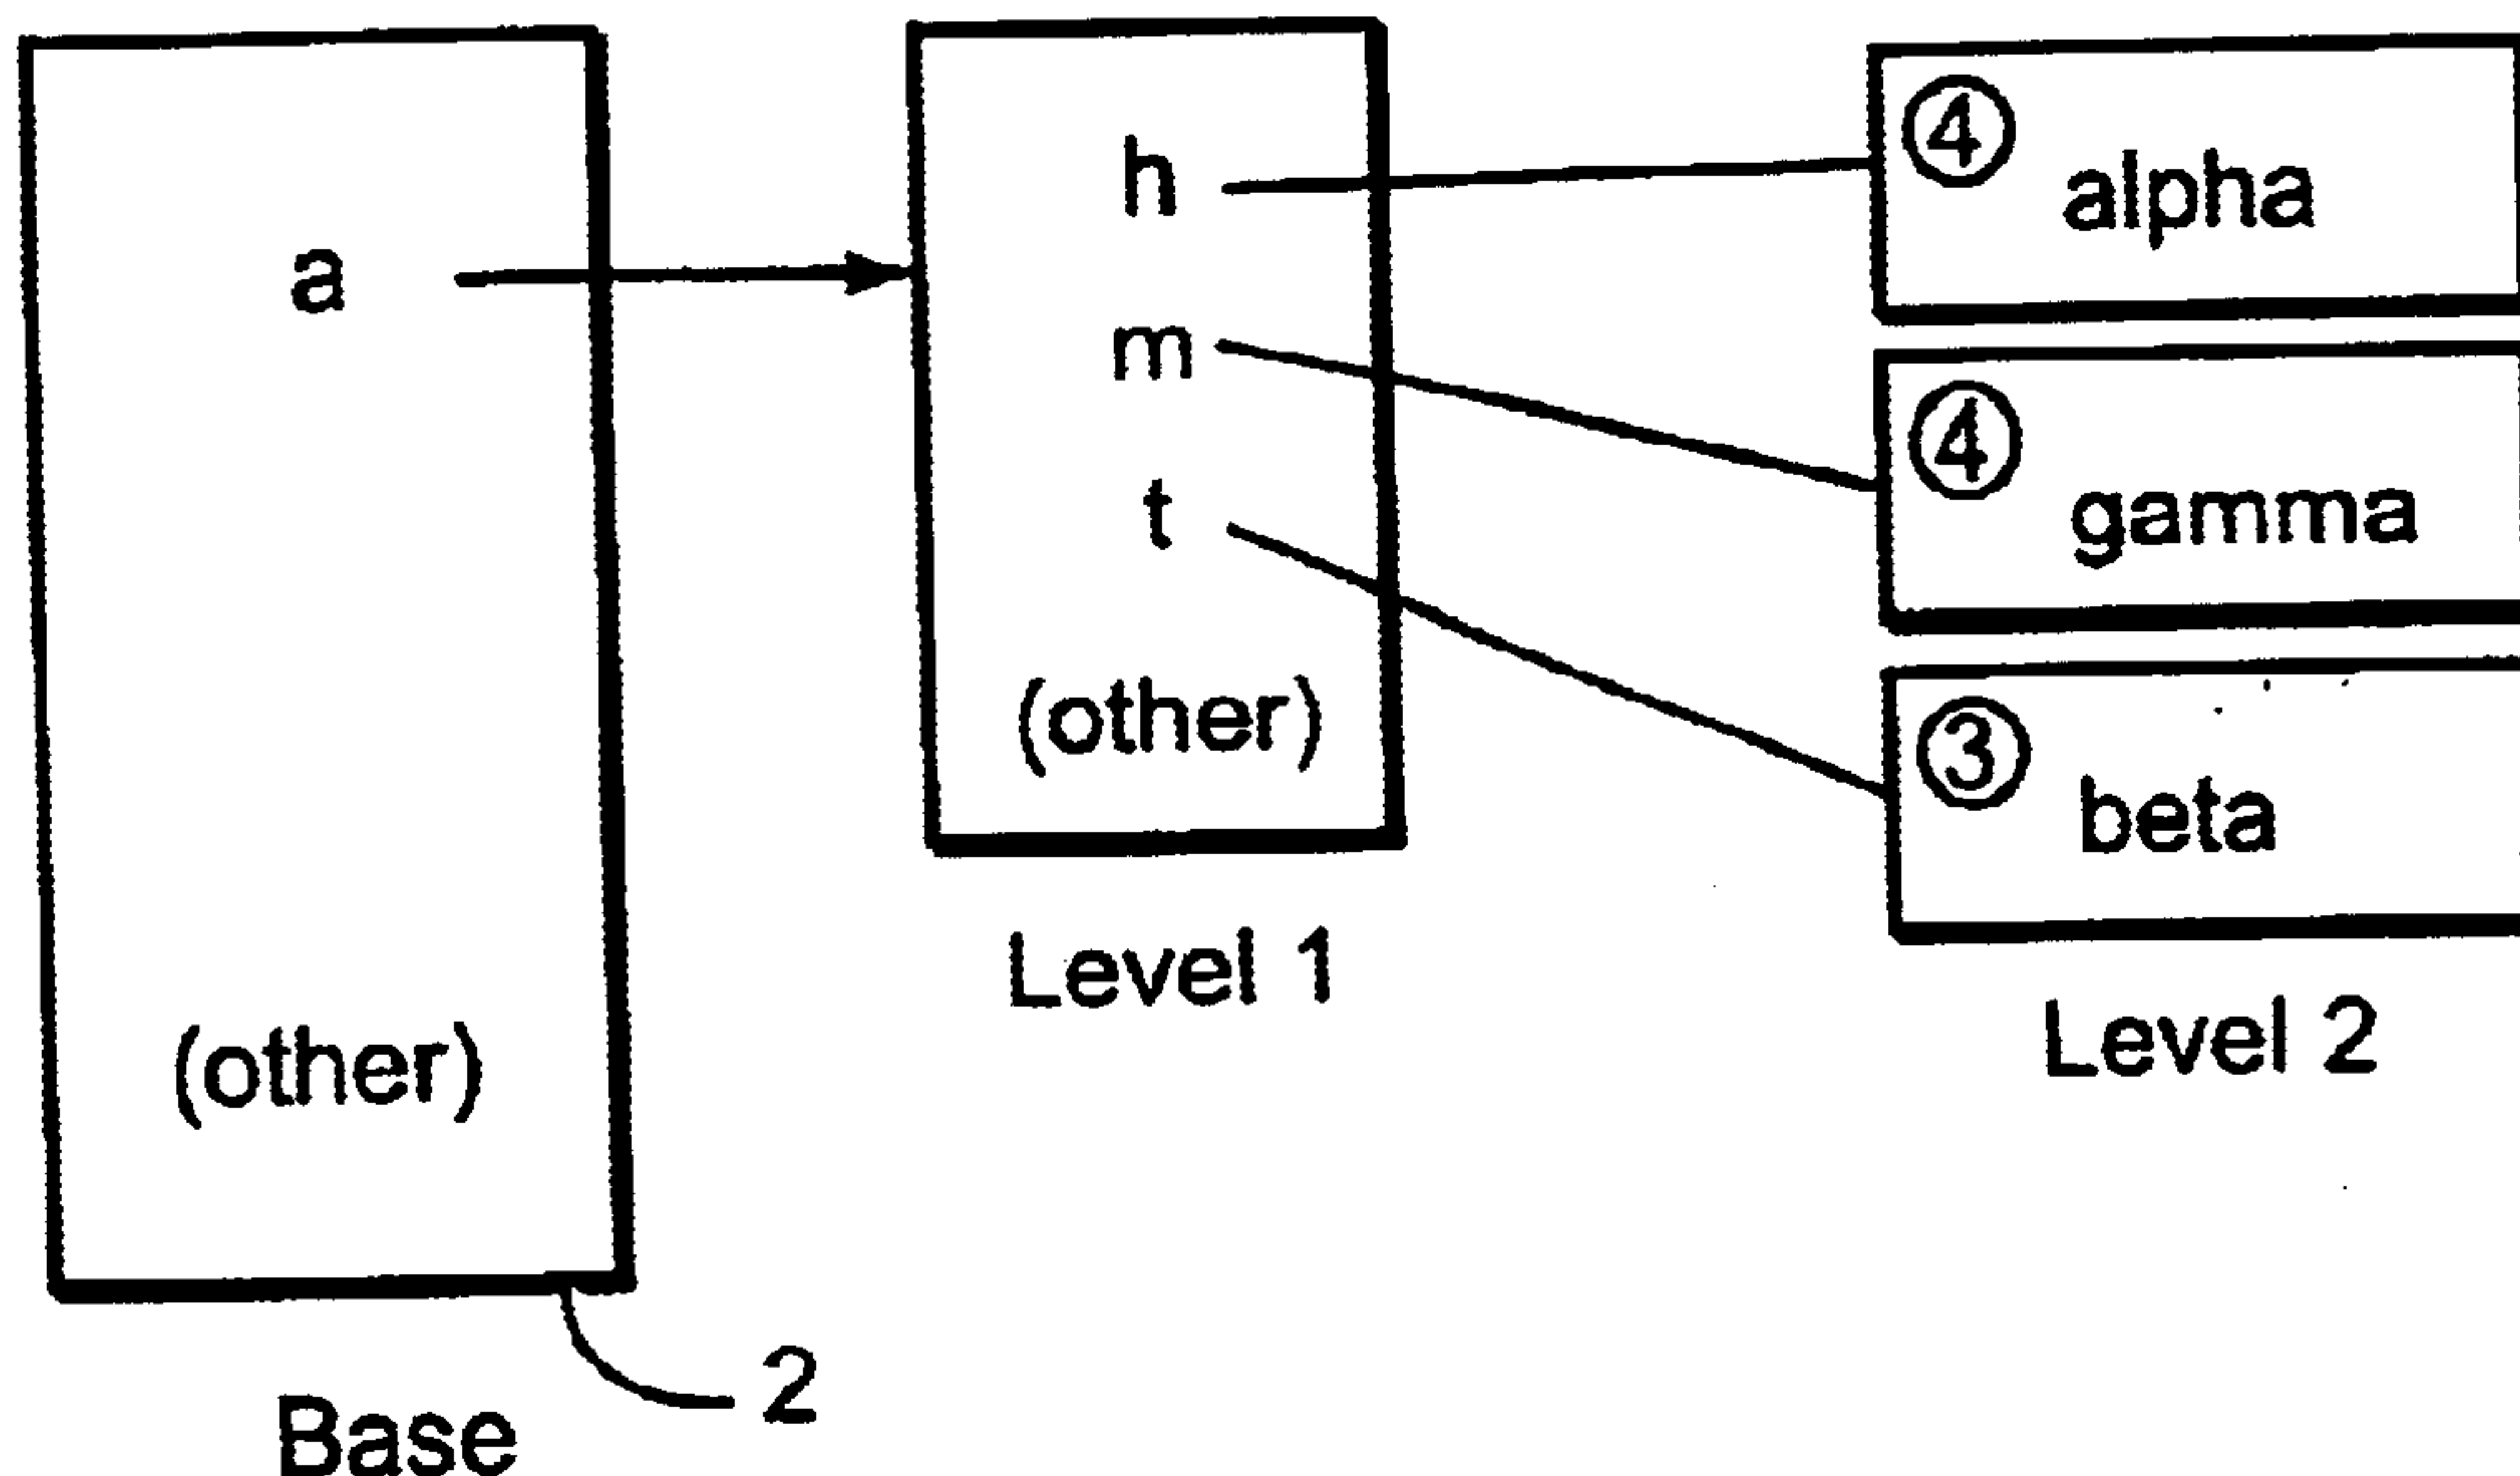 a
(other)
2
Base
h
m
t
(other)
Level 1
4
alpha
4
gamma
3
beta
Level 2